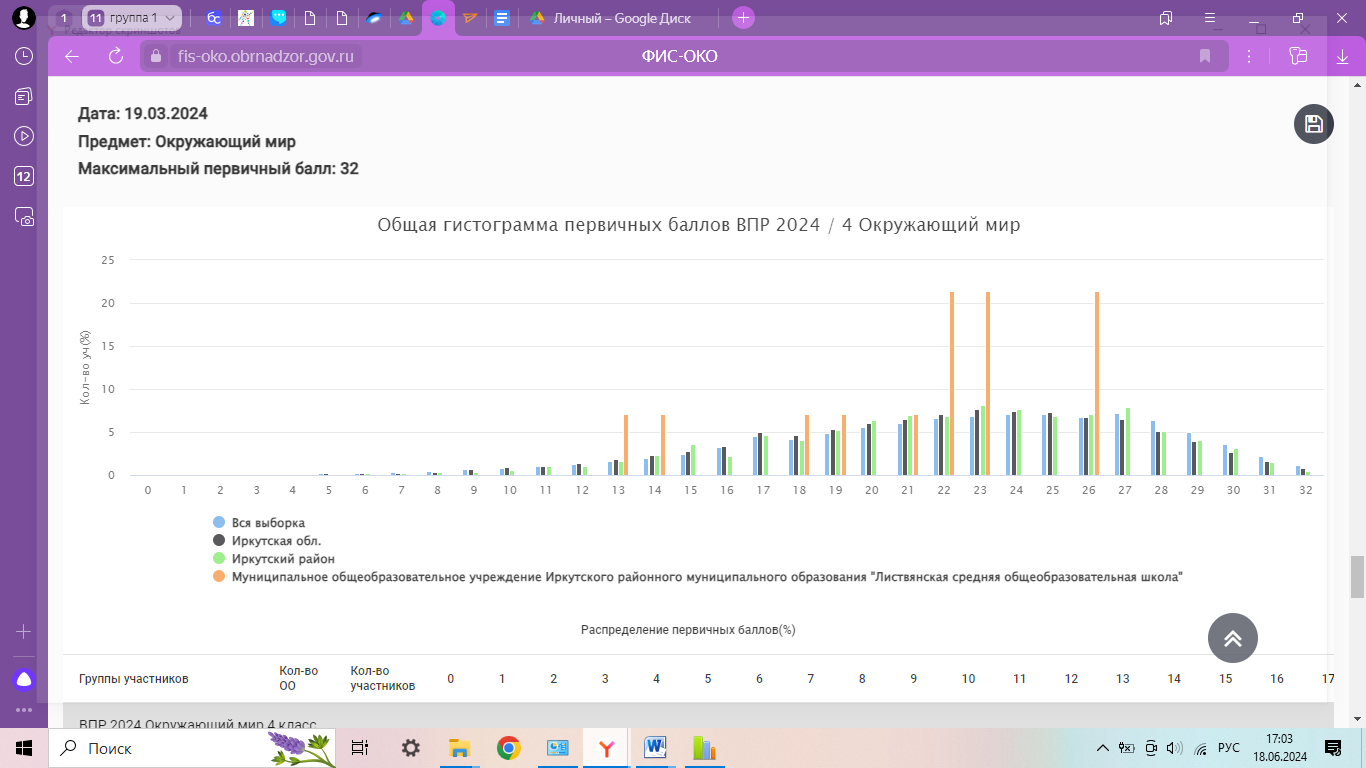 1
11 группа 1
Личный – Google Диск
fis-oko.obrnadzor.gov.ru
ФИС-ОКО
12
Дата: 19.03.2024
Предмет: Окружающий мир
Максимальный первичный балл: 32
Общая гистограмма первичных баллов ВПР 2024 / 4 Окружающий мир
Кол-во уч(%)
25
20
15
10
5
0
0 1 2 3 4 5 6 7 8 9 10 11 12 13 14 15 16 17 18 19 20 21 22 23 24 25 26 27 28 29 30 31 32
Вся выборка
Иркутская обл.
Иркутский район
Муниципальное общеобразовательное учреждение Иркутского районного муниципального образования "Листвянская средняя общеобразовательная школа"
Распределение первичных баллов(%)
Группы участников Кол-во ОО Кол-во участников 0 1 2 3 4 5 6 7 8 9 10 11 12 13 14 15 16 17
ВПР 2024 Окружающий мир 4 класс
Поиск
РУС
17:03
18.06.2024